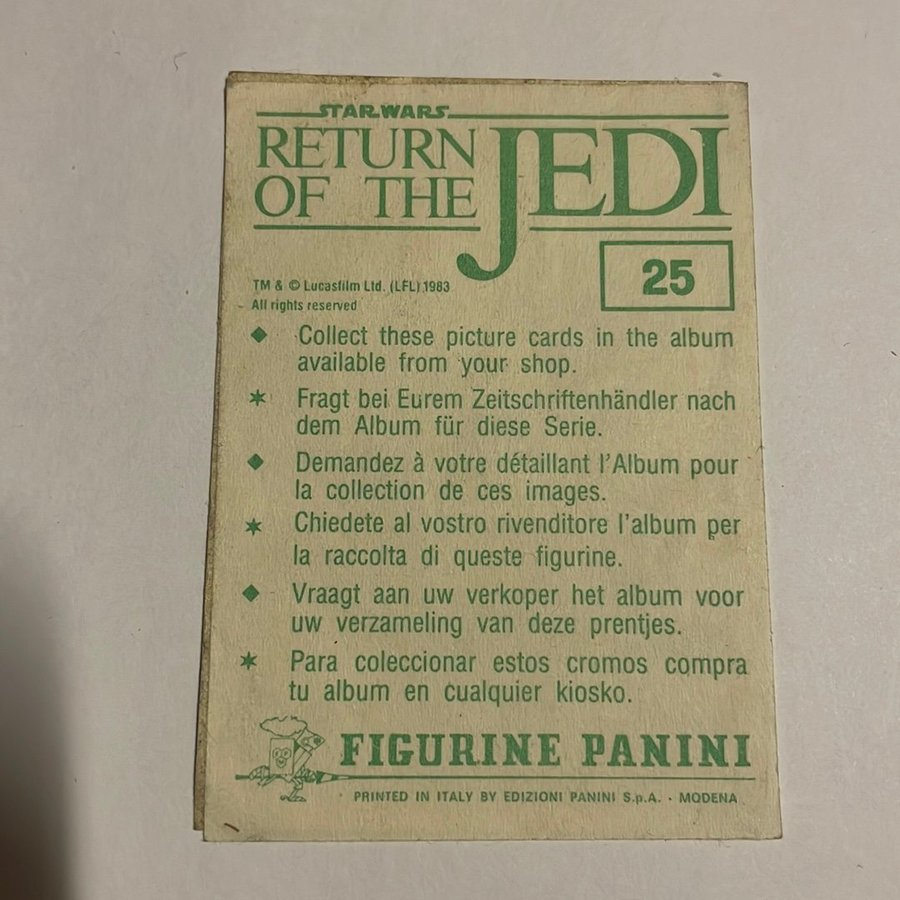 STAR WARS
RETURN
OF THE
JEDI
25
TM & © Lucasfilm Ltd. (LFL) 1983
All rights reserved
◆ Collect these picture cards in the album
available from your shop.
✶ Fragt bei Eurem Zeitschriftenhändler nach
dem Album für diese Serie.
◆ Demandez à votre détaillant l'Album pour
la collection de ces images.
✶ Chiedete al vostro rivenditore l'album per
la raccolta di queste figurine.
◆ Vraagt aan uw verkoper het album voor
uw verzameling van deze prentjes.
✶ Para coleccionar estos cromos compra
tu album en cualquier kiosko.
FIGURINE PANINI
PRINTED IN ITALY BY EDIZIONI PANINI S.p.A. - MODENA